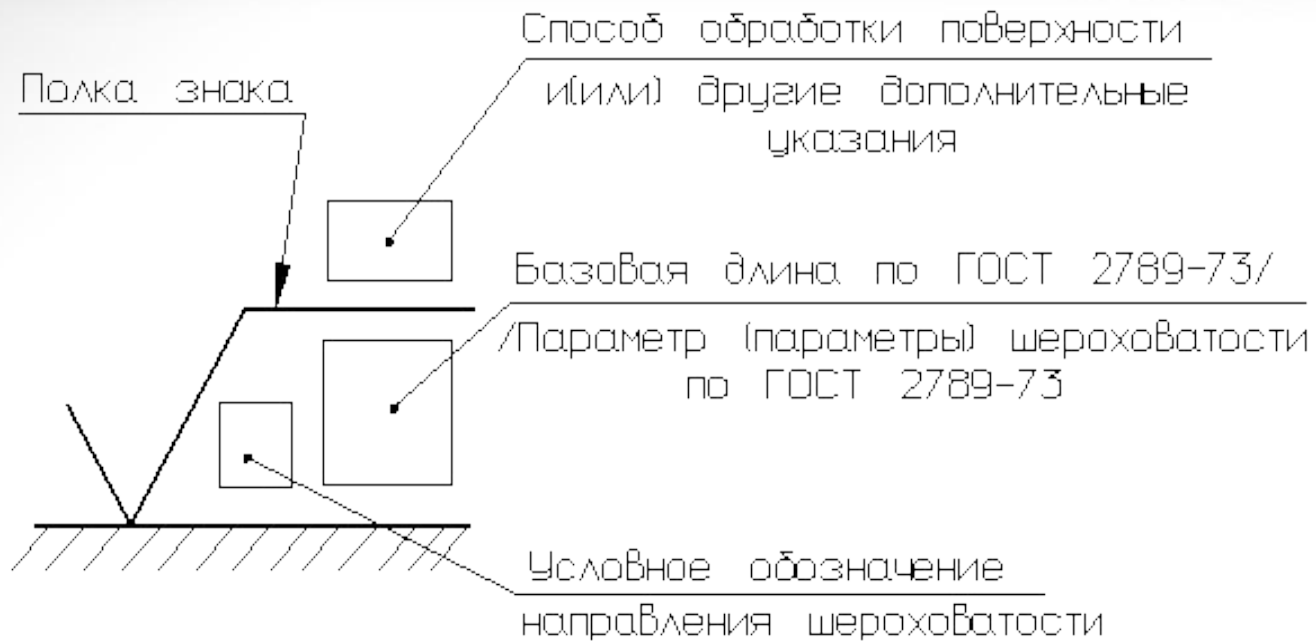 Способ обработки поверхности
и(или) другие дополнительные
указания
Полка знака
Базовая длина по ГОСТ 2789-73/
/Параметр (параметры) шероховатости
по ГОСТ 2789-73
Условное обозначение
направления шероховатости